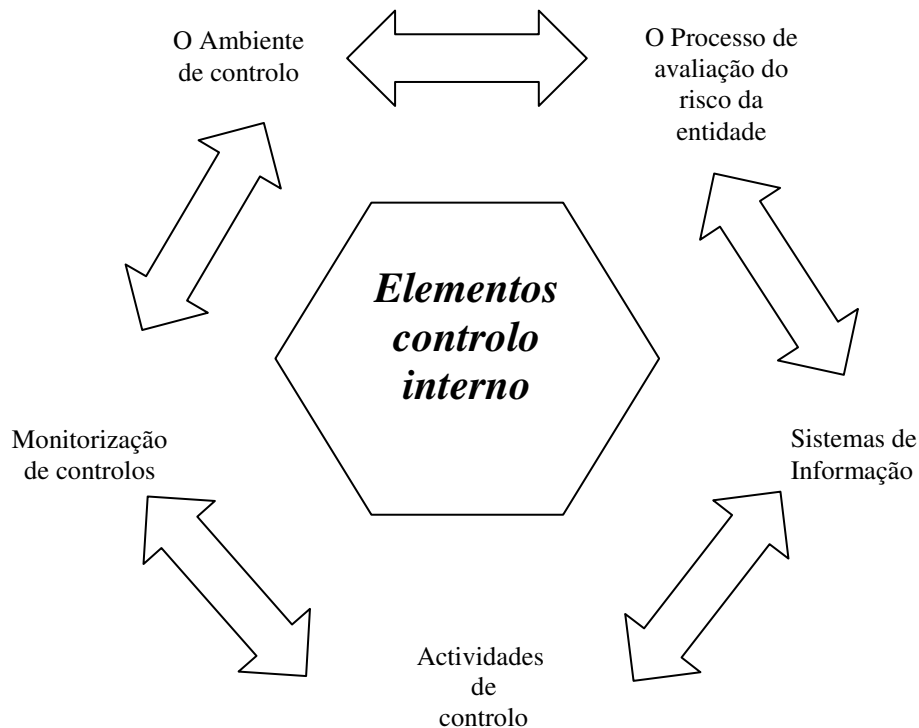 O Ambiente
de controlo
O Processo de
avaliação do
risco da
entidade
Elementos
controlo
interno
Monitorização
de controlos
Sistemas de
Informação
Actividades
de
controlo